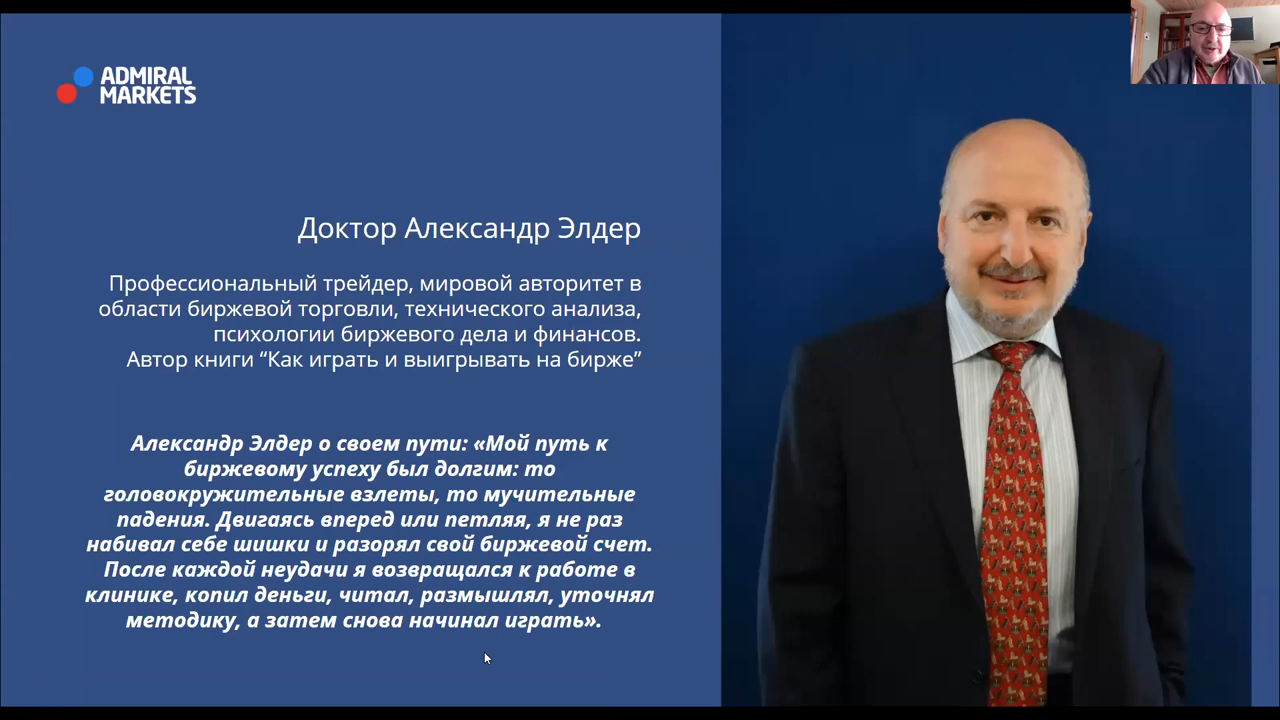 ADMIRAL
MARKETS
Доктор Александр Элдер
Профессиональный трейдер, мировой авторитет в
области биржевой торговли, технического анализа,
психологии биржевого дела и финансов.
Автор книги “Как играть и выигрывать на бирже”
Александр Элдер о своем пути: «Мой путь к
биржевому успеху был долгим: то
головокружительные взлеты, то мучительные
падения. Двигаясь вперед или петляя, я не раз
набивал себе шишки и разорял свой биржевой счет.
После каждой неудачи я возвращался к работе в
клинике, копил деньги, читал, размышлял, уточнял
методику, а затем снова начинал играть».